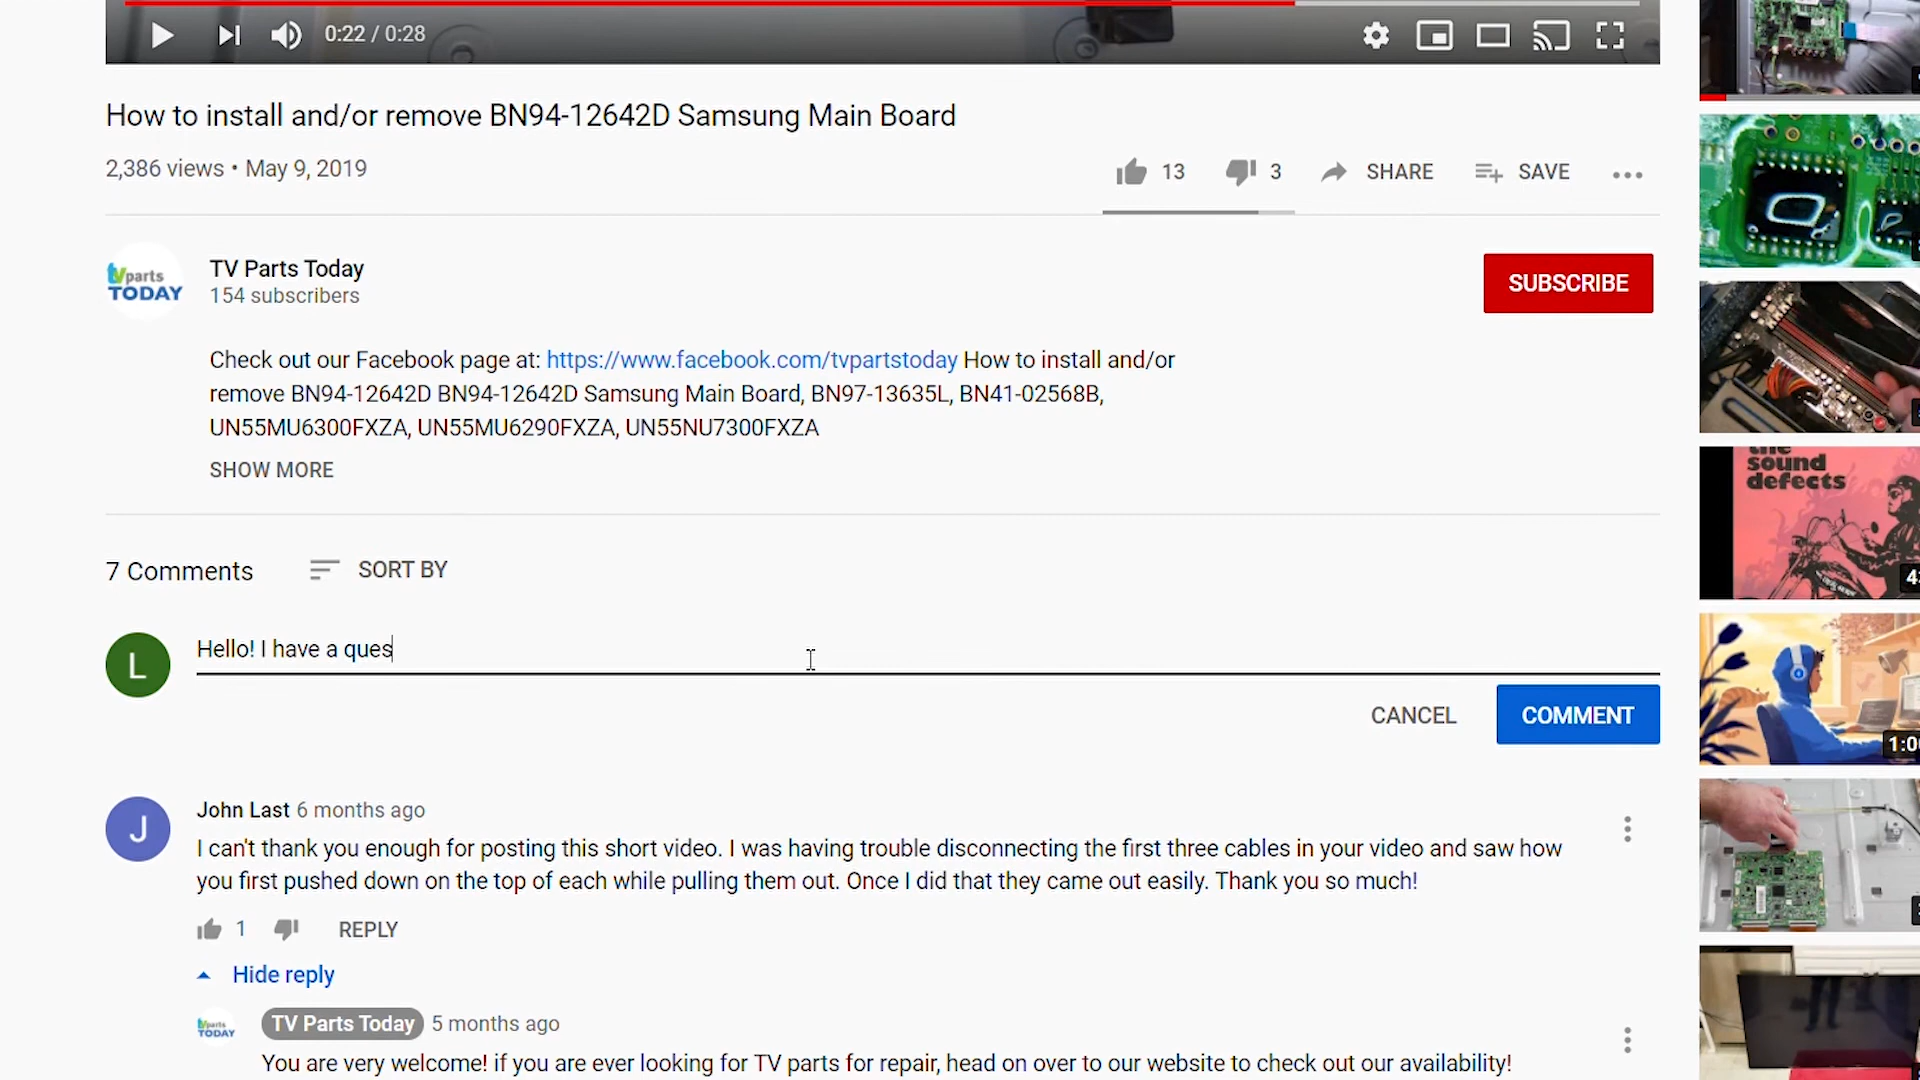 0:22 / 0:28
How to install and/or remove BN94-12642D Samsung Main Board
2,386 views • May 9, 2019
13
3
SHARE
SAVE
tvparts
TODAY
TV Parts Today
154 subscribers
SUBSCRIBE
Check out our Facebook page at: https://www.facebook.com/tvpartstoday How to install and/or
remove BN94-12642D BN94-12642D Samsung Main Board, BN97-13635L, BN41-02568B,
UN55MU6300FXZA, UN55MU6290FXZA, UN55NU7300FXZA
SHOW MORE
7 Comments
SORT BY
L
Hello! I have a ques
CANCEL
COMMENT
J
John Last 6 months ago
I can't thank you enough for posting this short video. I was having trouble disconnecting the first three cables in your video and saw how
you first pushed down on the top of each while pulling them out. Once I did that they came out easily. Thank you so much!
1
REPLY
Hide reply
tvparts
TODAY
TV Parts Today 5 months ago
You are very welcome! if you are ever looking for TV parts for repair, head on over to our website to check out our availability!
the
sound
defects